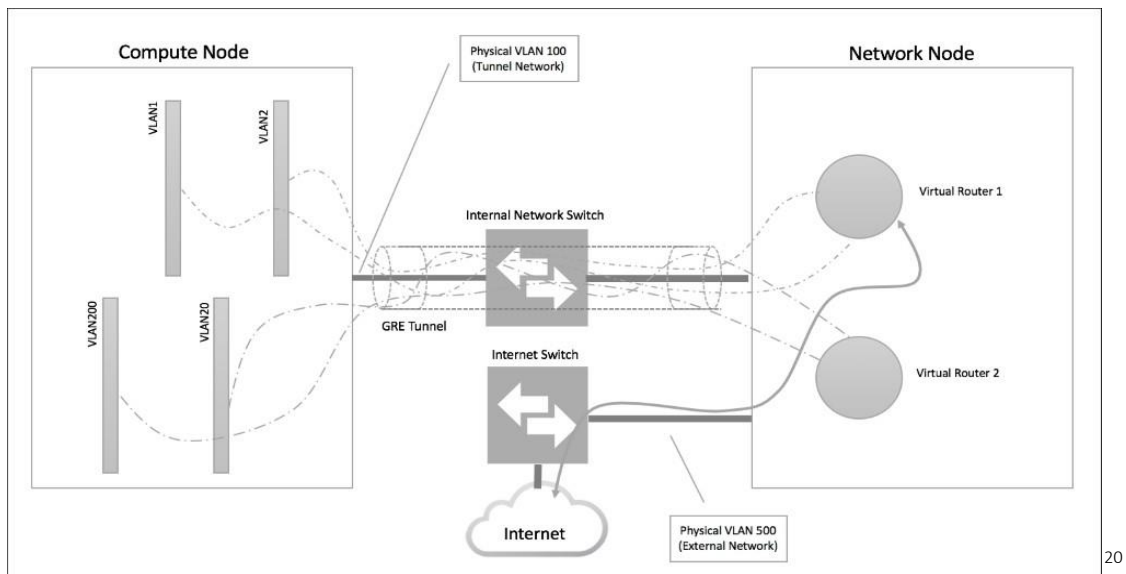 Compute Node
Physical VLAN 100
(Tunnel Network)
Network Node
VLAN1
VLAN2
Virtual Router 1
Internal Network Switch
GRE Tunnel
VLAN200
VLAN20
Internet Switch
Virtual Router 2
Internet
Physical VLAN 500
(External Network)
20